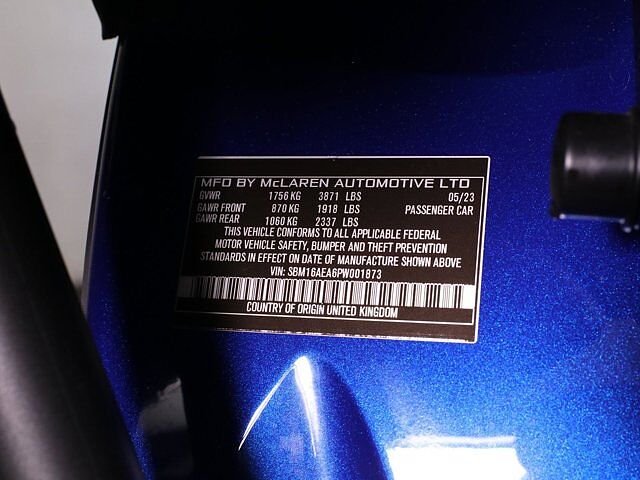 MFD BY McLAREN AUTOMOTIVE LTD
GVWR 1756 KG 3871 LBS 05/23
GAWR FRONT 870 KG 1918 LBS PASSENGER CAR
GAWR REAR 1060 KG 2337 LBS
THIS VEHICLE CONFORMS TO ALL APPLICABLE FEDERAL
MOTOR VEHICLE SAFETY, BUMPER AND THEFT PREVENTION
STANDARDS IN EFFECT ON DATE OF MANUFACTURE SHOWN ABOVE
VIN: SBM16AEA6PW001873
COUNTRY OF ORIGIN UNITED KINGDOM